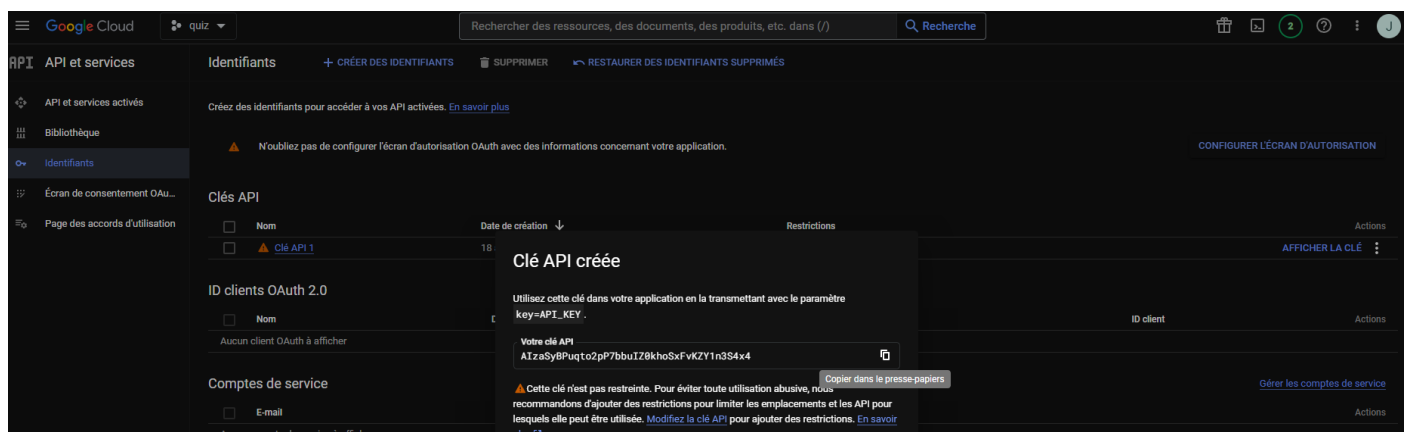 Google Cloud
quiz
Rechercher des ressources, des documents, des produits, etc. dans (/)
Recherche
2
J
API API et services
Identifiants
+ CRÉER DES IDENTIFIANTS
SUPPRIMER
RESTAURER DES IDENTIFIANTS SUPPRIMÉS
API et services activés
Bibliothèque
Identifiants
Écran de consentement OAu...
Page des accords d'utilisation
Créez des identifiants pour accéder à vos API activées. En savoir plus
N'oubliez pas de configurer l'écran d'autorisation OAuth avec des informations concernant votre application.
CONFIGURER L'ÉCRAN D'AUTORISATION
Clés API
Nom Date de création Restrictions Actions
Clé API 1 18 AFFICHER LA CLÉ
ID clients OAuth 2.0
Nom D ID client Actions
Aucun client OAuth à afficher
Comptes de service
Gérer les comptes de service
E-mail Actions
Clé API créée
Utilisez cette clé dans votre application en la transmettant avec le paramètre
key=API_KEY.
Votre clé API
AIzaSyBPuqto2pP7bbuIZ0khoSxFvKZY1n3S4x4
Copier dans le presse-papiers
Cette clé n'est pas restreinte. Pour éviter toute utilisation abusive, nous
recommandons d'ajouter des restrictions pour limiter les emplacements et les API pour
lesquels elle peut être utilisée. Modifiez la clé API pour ajouter des restrictions. En savoir